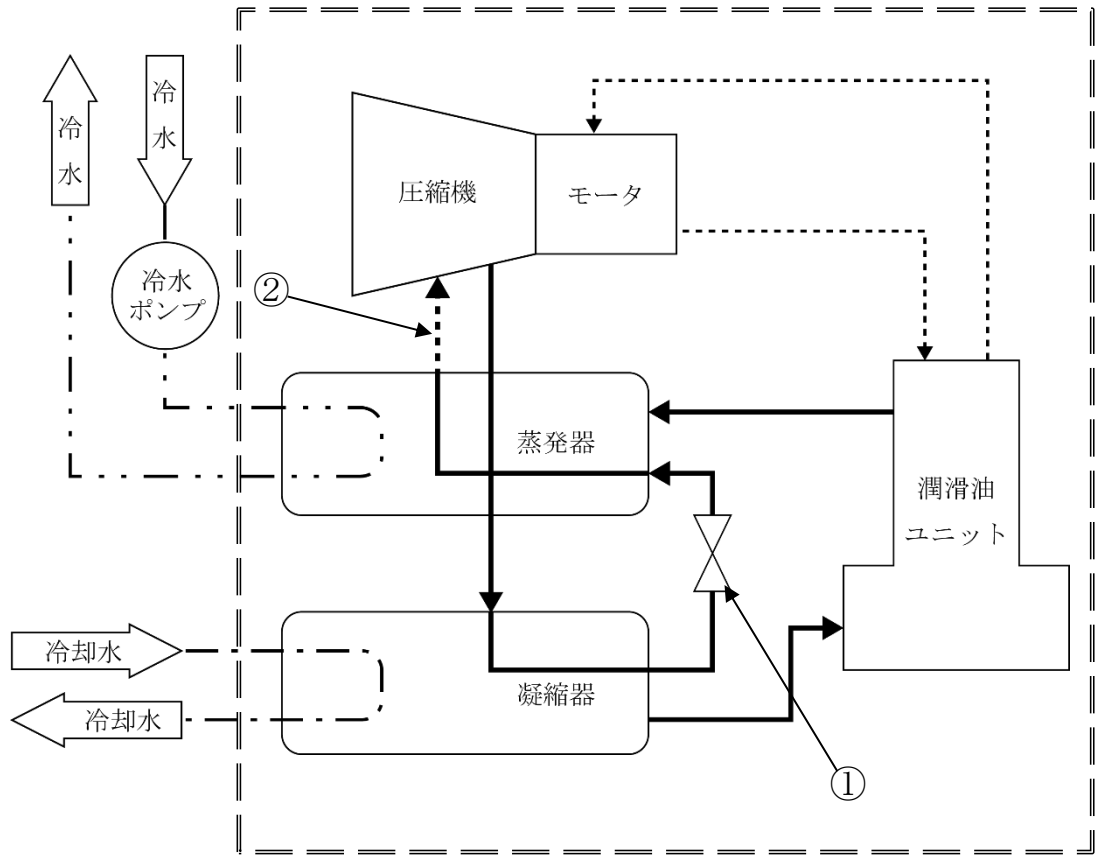 冷水
冷水
圧縮機
モータ
冷水
ポンプ
②
蒸発器
潤滑油
ユニット
冷却水
凝縮器
冷却水
①